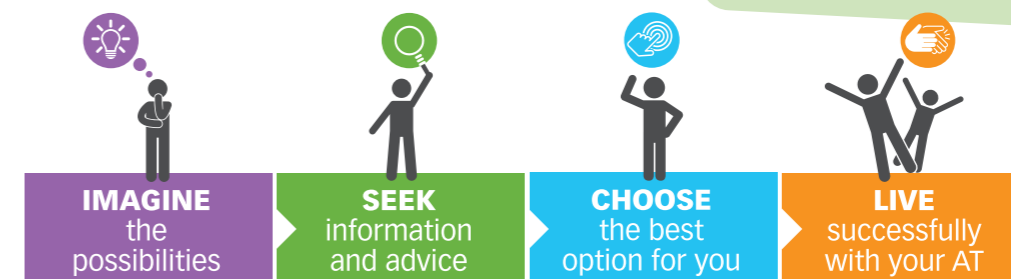 IMAGINE
the
possibilities
SEEK
information
and advice
CHOOSE
the best
option for you
LIVE
successfully
with your AT